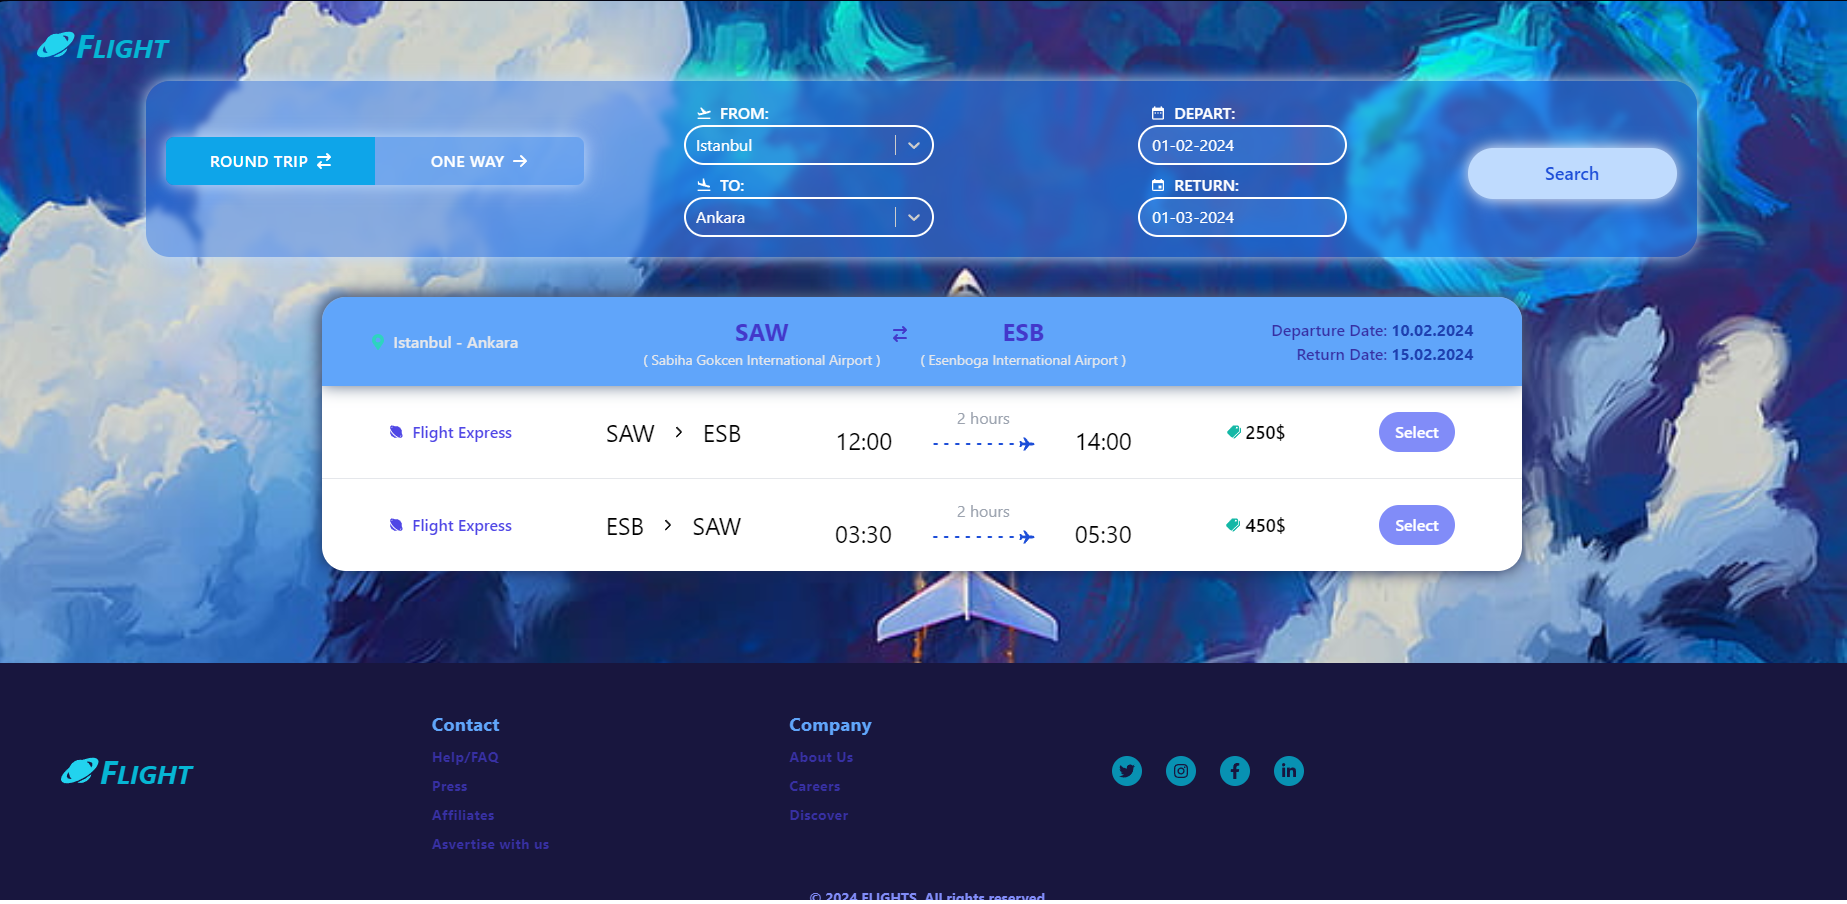 FLIGHT
ROUND TRIP
ONE WAY
FROM:
Istanbul
TO:
Ankara
DEPART:
01-02-2024
RETURN:
01-03-2024
Search
Istanbul - Ankara
SAW
( Sabiha Gokcen International Airport )
ESB
( Esenboga International Airport )
Departure Date: 10.02.2024
Return Date: 15.02.2024
Flight Express
SAW > ESB
12:00
2 hours
14:00
250$
Select
Flight Express
ESB > SAW
03:30
2 hours
05:30
450$
Select
FLIGHT
Contact
Help/FAQ
Press
Affiliates
Asvertise with us
Company
About Us
Careers
Discover
© 2024 FLIGHTS. All rights reserved.